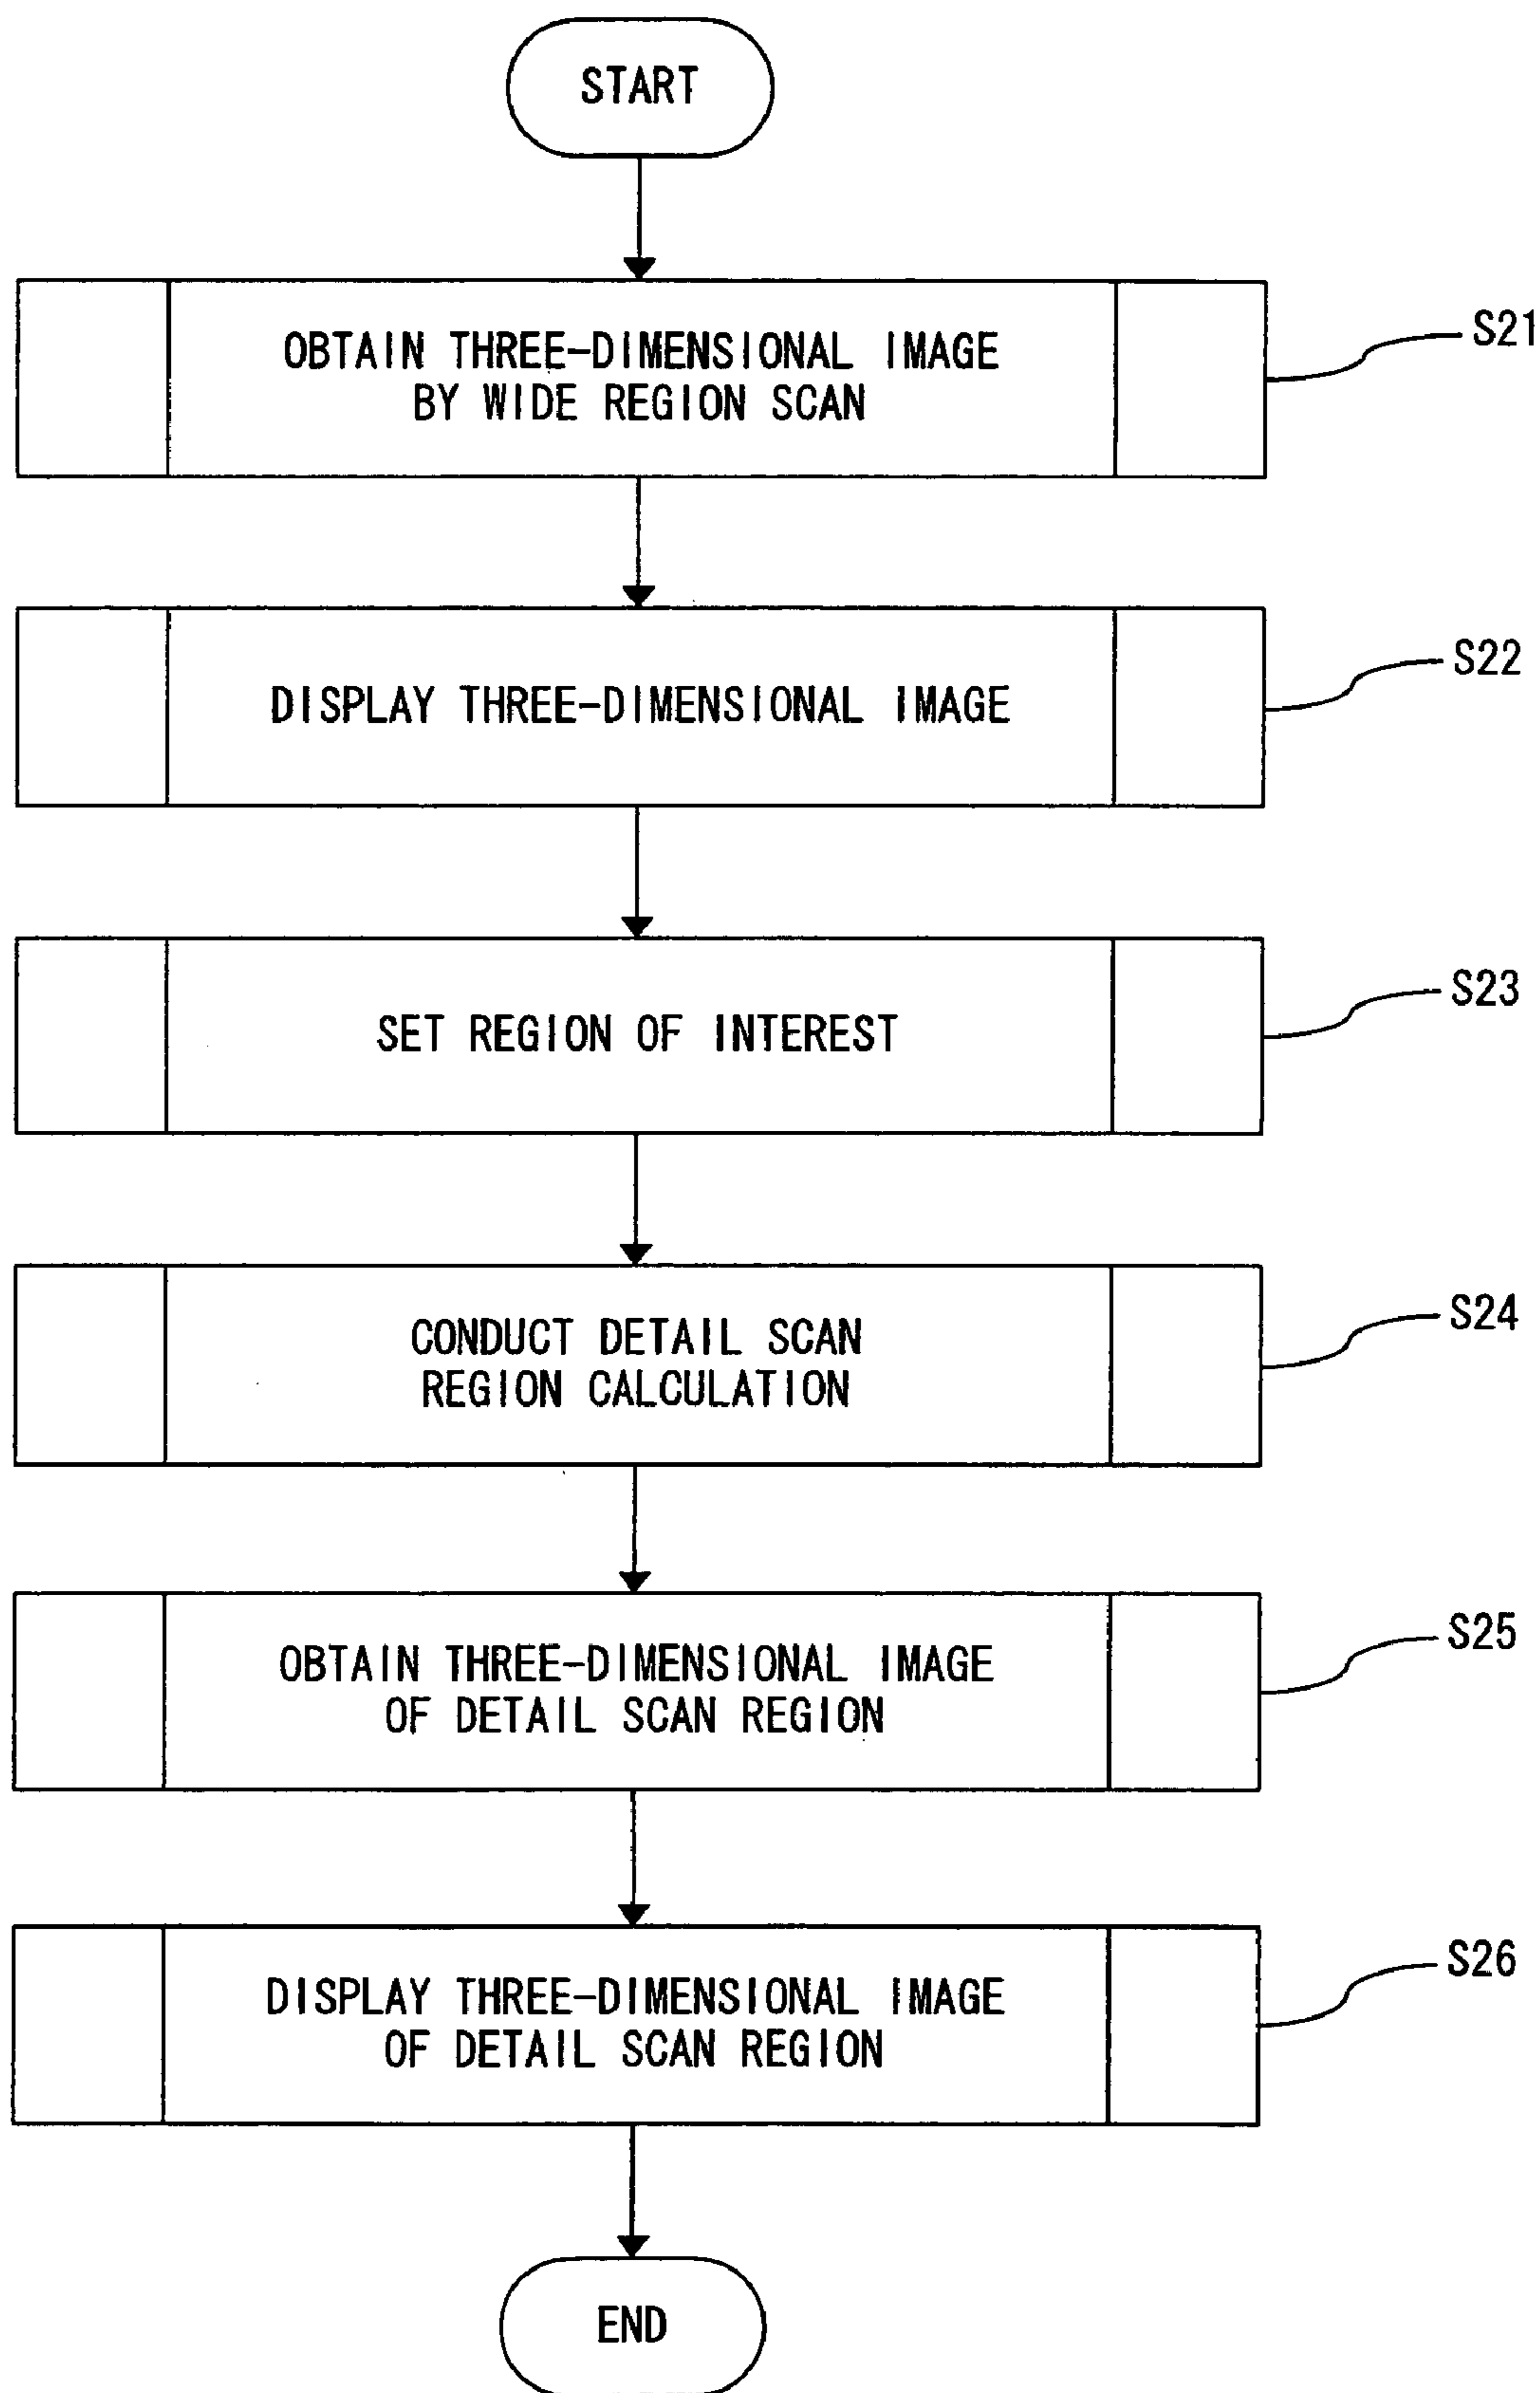 START
OBTAIN THREE-DIMENSIONAL IMAGE
BY WIDE REGION SCAN
S21
DISPLAY THREE-DIMENSIONAL IMAGE
S22
SET REGION OF INTEREST
S23
CONDUCT DETAIL SCAN
REGION CALCULATION
S24
OBTAIN THREE-DIMENSIONAL IMAGE
OF DETAIL SCAN REGION
S25
DISPLAY THREE-DIMENSIONAL IMAGE
OF DETAIL SCAN REGION
S26
END